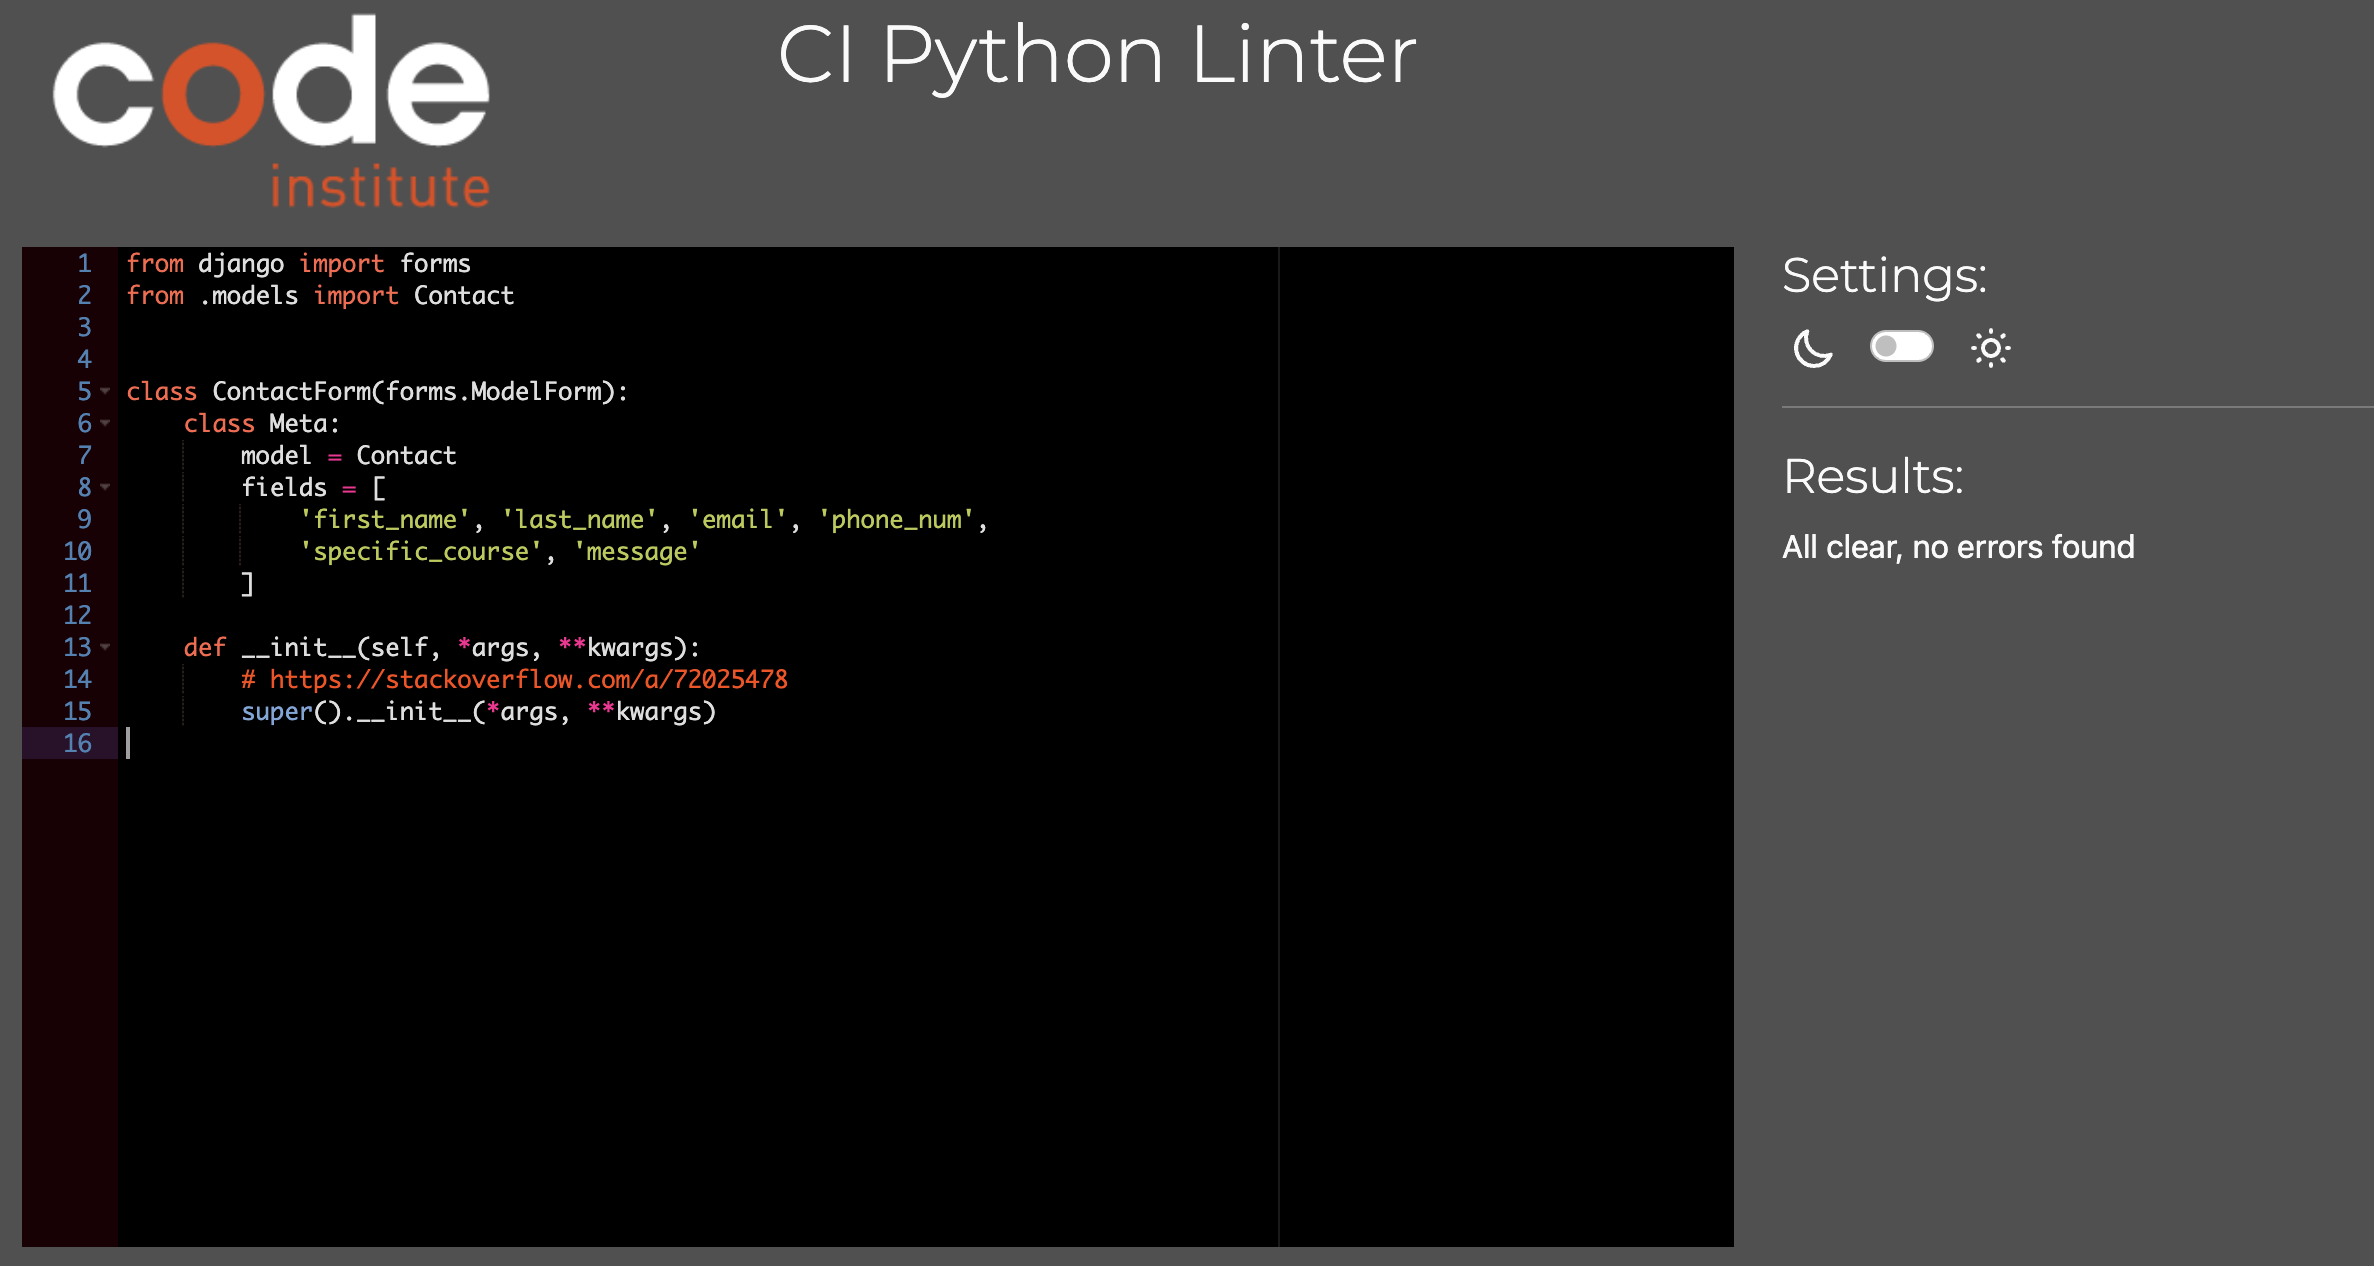 code
institute
CI Python Linter
1 from django import forms
2 from .models import Contact
3
4
5 class ContactForm(forms.ModelForm):
6     class Meta:
7         model = Contact
8         fields = [
9             'first_name', 'last_name', 'email', 'phone_num',
10             'specific_course', 'message'
11         ]
12
13     def __init__(self, *args, **kwargs):
14         # https://stackoverflow.com/a/72025478
15         super().__init__(*args, **kwargs)
16
Settings:
Results:
All clear, no errors found